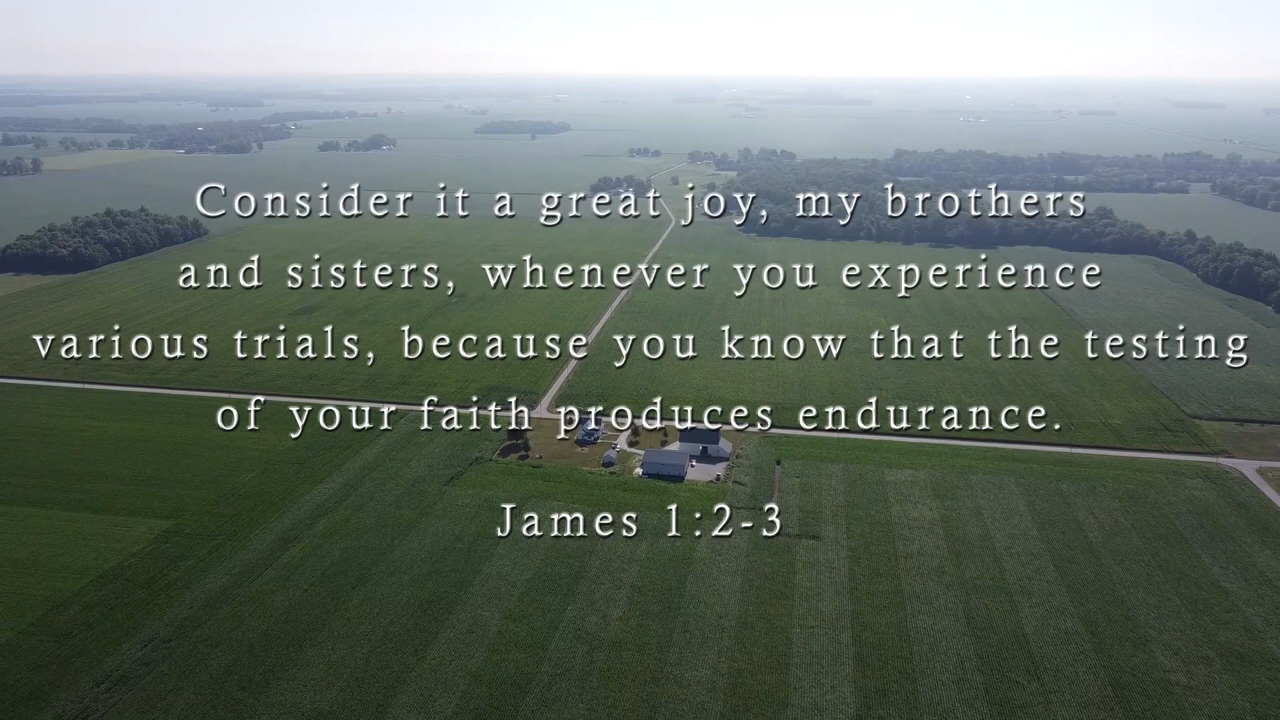 Consider it a great joy, my brothers
and sisters, whenever you experience
various trials, because you know that the testing
of your faith produces endurance.
James 1:2-3